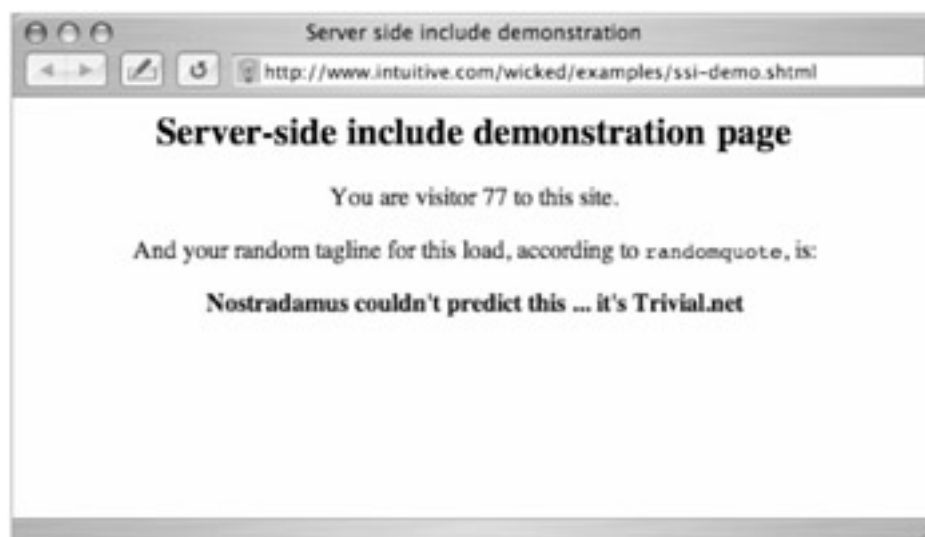 Server side include demonstration
http://www.intuitive.com/wicked/examples/ssi-demo.shtml
Server-side include demonstration page
You are visitor 77 to this site.
And your random tagline for this load, according to randomquote, is:
Nostradamus couldn't predict this ... it's Trivial.net